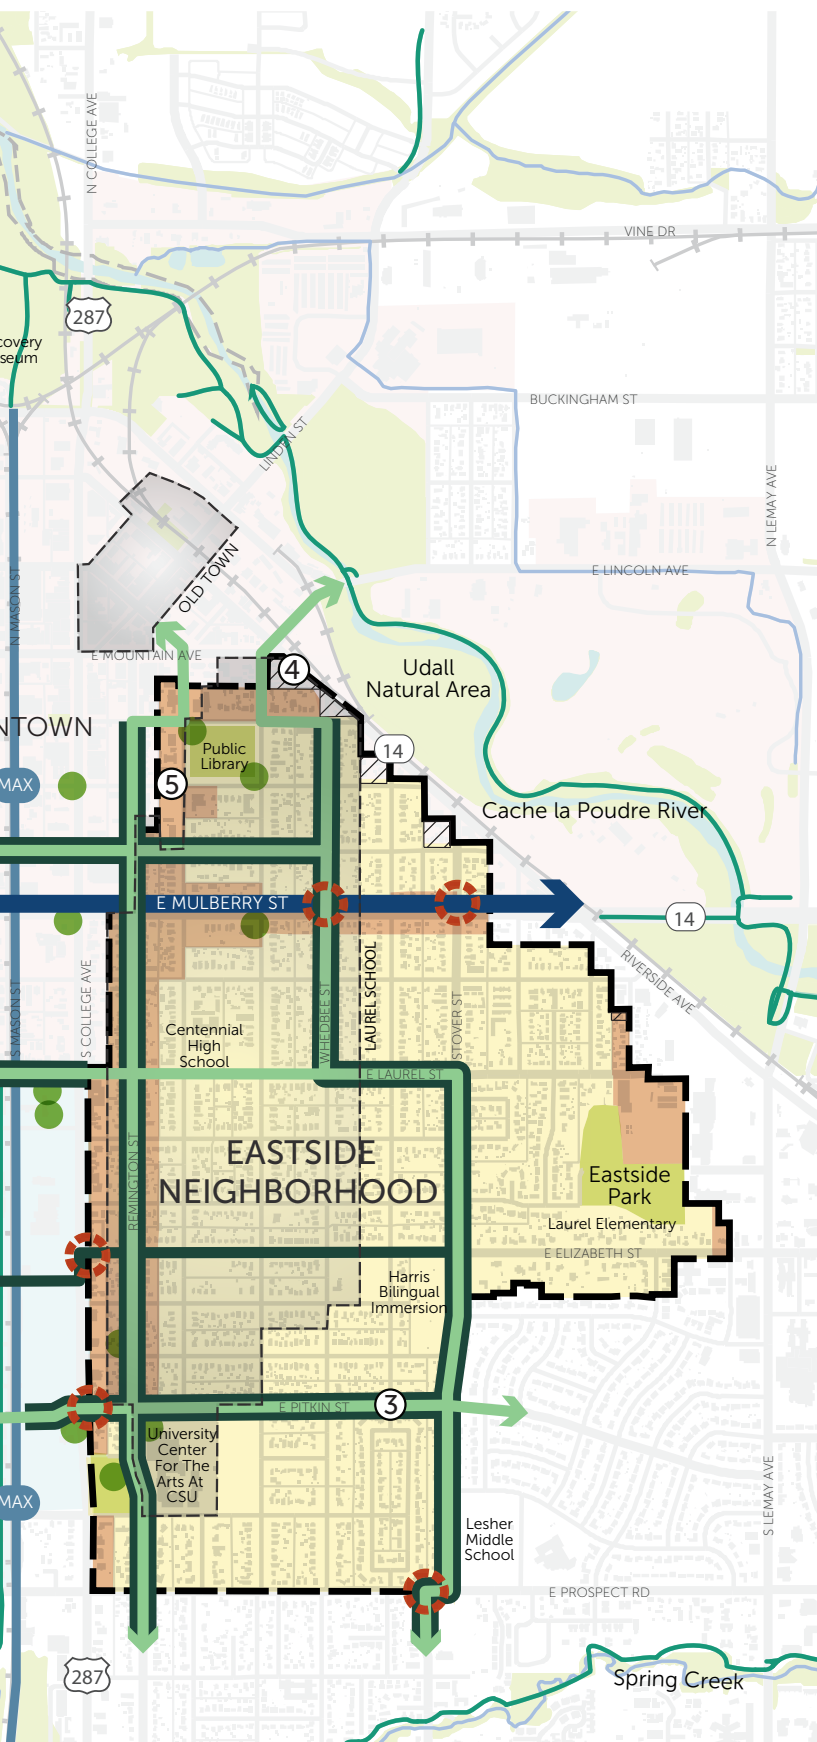 N COLLEGE AVE
VINE DR
287
covery
seum
BUCKINGHAM ST
LINDEN ST
N LEMAY AVE
OLD TOWN
E LINCOLN AVE
N MASON ST
E MOUNTAIN AVE
4
Udall
Natural Area
NTOWN
Public
Library
14
MAX
5
Cache la Poudre River
E MULBERRY ST
14
RIVERSIDE AVE
S MASON ST
S COLLEGE AVE
LAUREL SCHOOL
WHEDBEE ST
STOVER ST
Centennial
High
School
E LAUREL ST
REMINGTON ST
EASTSIDE
NEIGHBORHOOD
Eastside
Park
Laurel Elementary
E ELIZABETH ST
Harris
Bilingual
Immersion
3
E PITKIN ST
University
Center
For The
Arts At
CSU
MAX
S LEMAY AVE
Lesher
Middle
School
E PROSPECT RD
287
Spring Creek